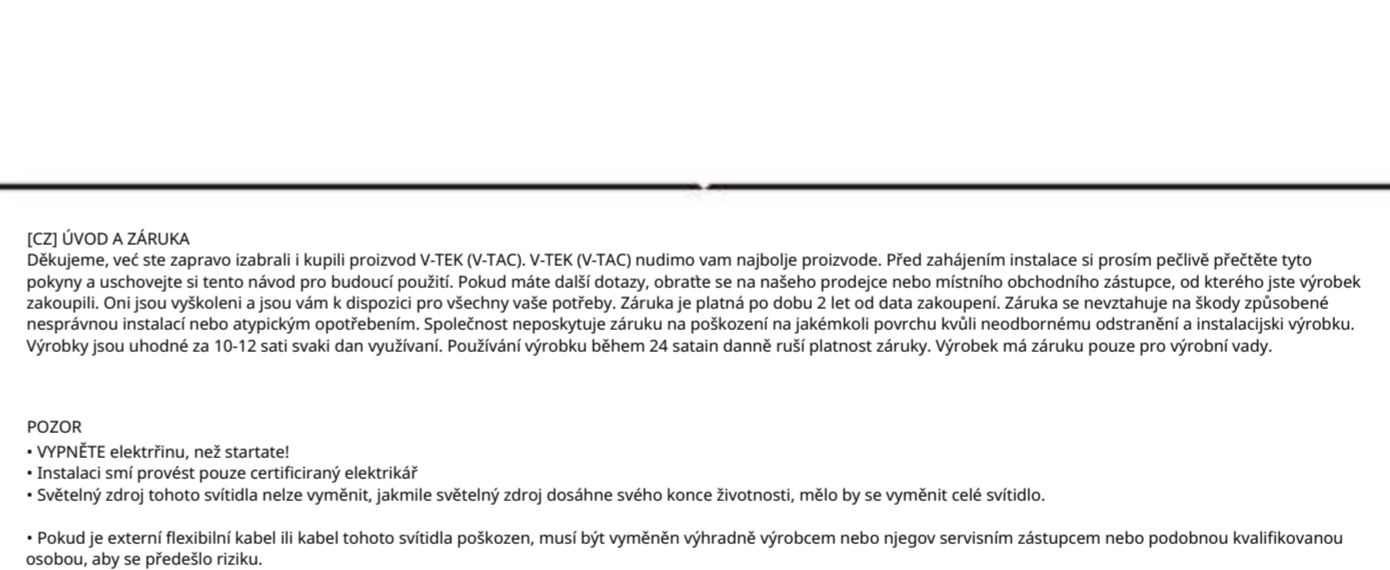 [CZ] ÚVOD A ZÁRUKA
Děkujeme, već ste zapravo izabrali i kupili proizvod V-TEK (V-TAC). V-TEK (V-TAC) nudimo vam najbolje proizvode. Před zahájením instalace si prosím pečlivě přečtěte tyto
pokyny a uschovejte si tento návod pro budoucí použití. Pokud máte další dotazy, obraťte se na našeho prodejce nebo místního obchodního zástupce, od kterého jste výrobek
zakoupili. Oni jsou vyškoleni a jsou vám k dispozici pro všechny vaše potřeby. Záruka je platná po dobu 2 let od data zakoupení. Záruka se nevztahuje na škody způsobené
nesprávnou instalací nebo atypickým opotřebením. Společnost neposkytuje záruku na poškození na jakémkoli povrchu kvůli neodbornému odstranění a instalacijski výrobku.
Výrobky jsou uhodné za 10-12 sati svaki dan využívaní. Používání výrobku během 24 satain danně ruší platnost záruky. Výrobek má záruku pouze pro výrobní vady.
POZOR
• VYPNĚTE elektrřinu, než startate!
• Instalaci smí provést pouze certificiraný elektrikář
• Světelný zdroj tohoto svítidla nelze vyměnit, jakmile světelný zdroj dosáhne svého konce životnosti, mělo by se vyměnit celé svítidlo.
• Pokud je externí flexibilní kabel ili kabel tohoto svítidla poškozen, musí být vyměněn výhradně výrobcem nebo njegov servisním zástupcem nebo podobnou kvalifikovanou
osobou, aby se předešlo riziku.